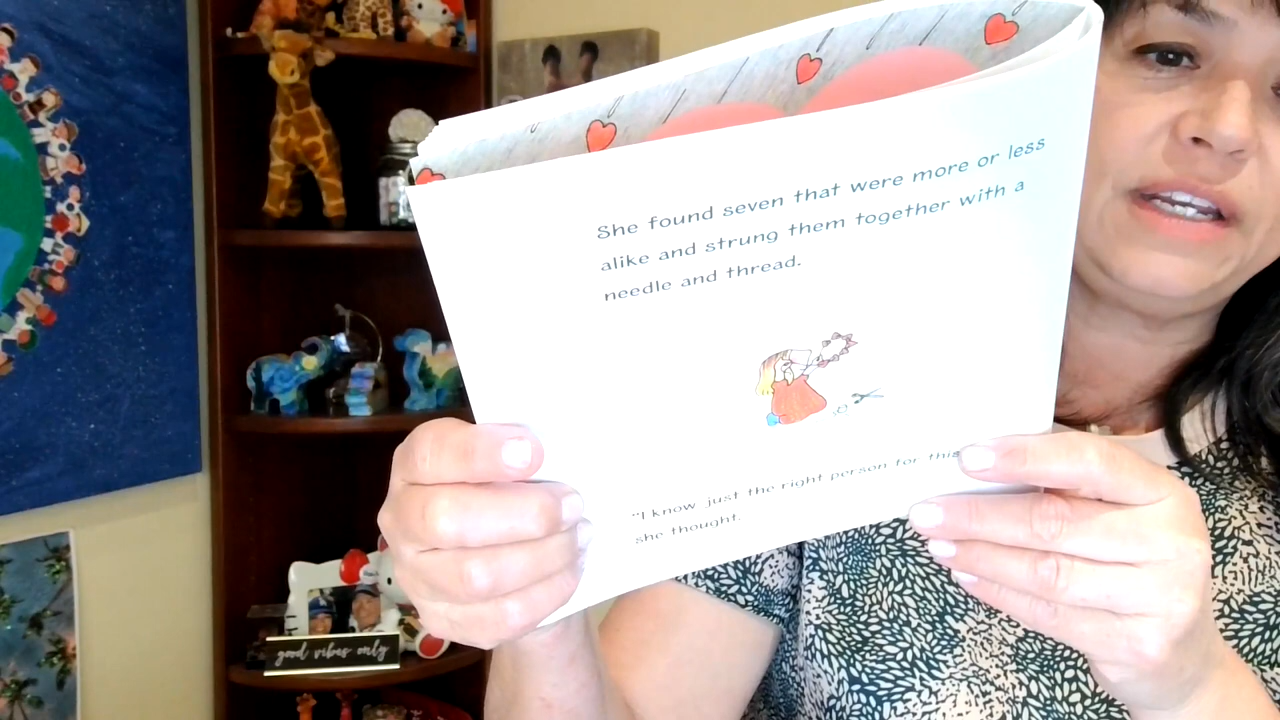 She found seven that were more or less
alike and strung them together with a
needle and thread.
"I know just the right person for this
she thought.
good vibes only